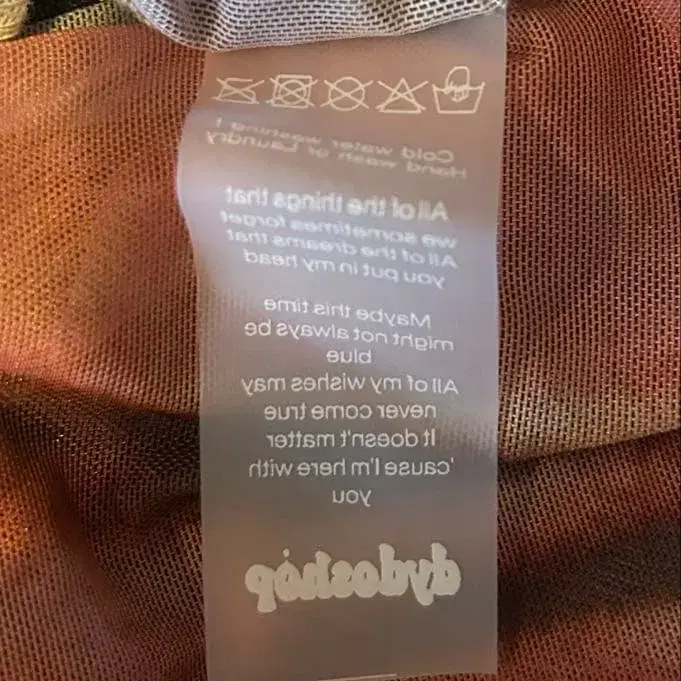 Cold water washing !
Hand wash or Laundry
All of the things that
we sometimes forget
All of the dreams that
you put in my head
Maybe this time
might not always be
blue
All of my wishes may
never come true
It doesn't matter
'cause I'm here with
you
dydoshop